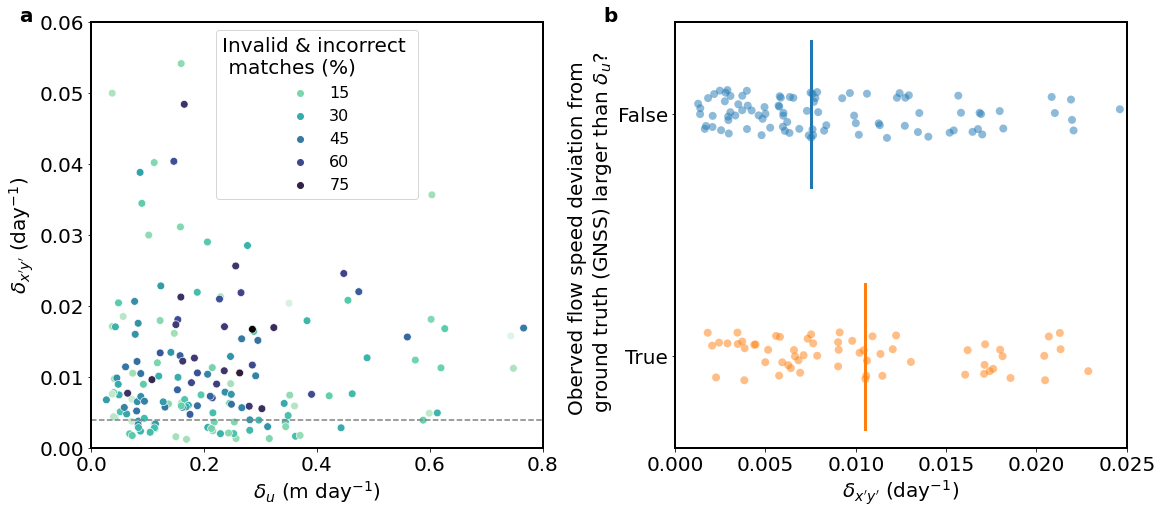 a
0.06
0.05
0.04
0.03
0.02
0.01
0.00
δx′y′ (day−1)
0.0
0.2
0.4
0.6
0.8
δu (m day−1)
Invalid & incorrect
matches (%)
15
30
45
60
75
b
Oberved flow speed deviation from
ground truth (GNSS) larger than δu?
False
True
0.000
0.005
0.010
0.015
0.020
0.025
δx′y′ (day−1)